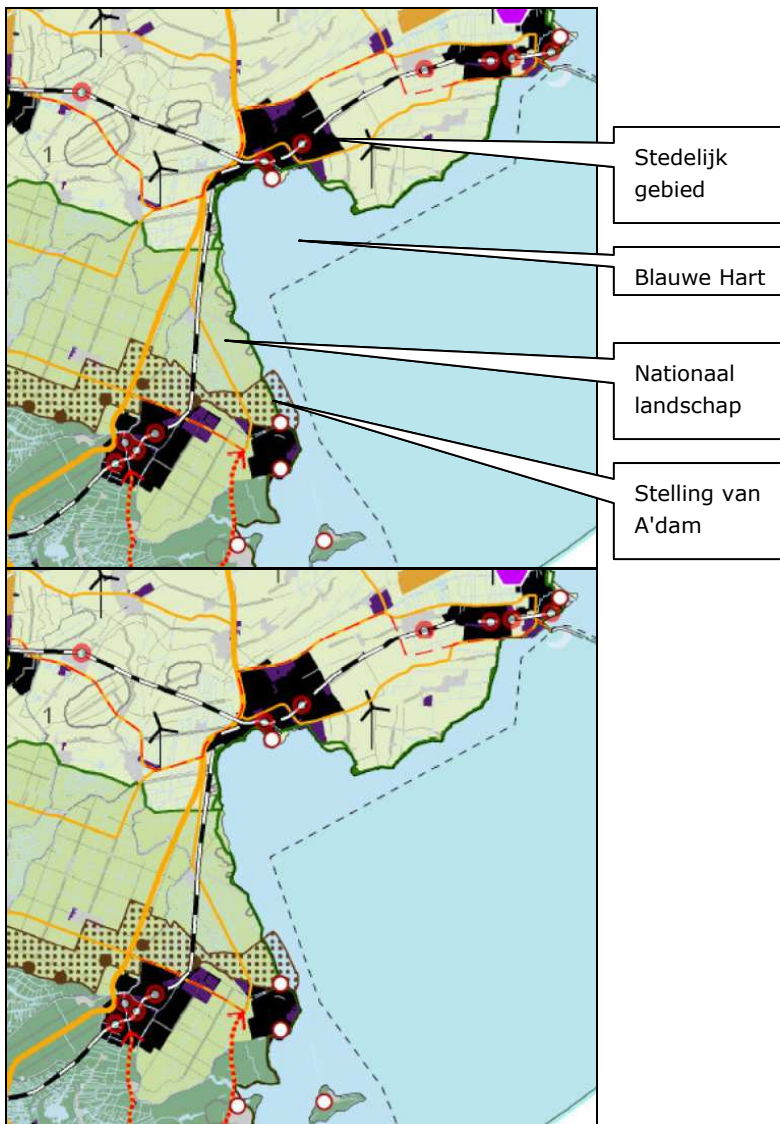 1
Stedelijk
gebied
Blauwe Hart
Nationaal
landschap
Stelling van
A'dam
1